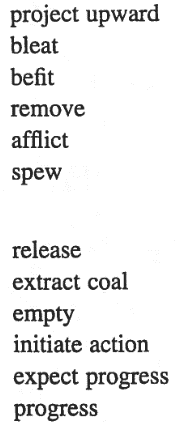 project upward
bleat
befit
remove
afflict
spew
release
extract coal
empty
initiate action
expect progress
progress